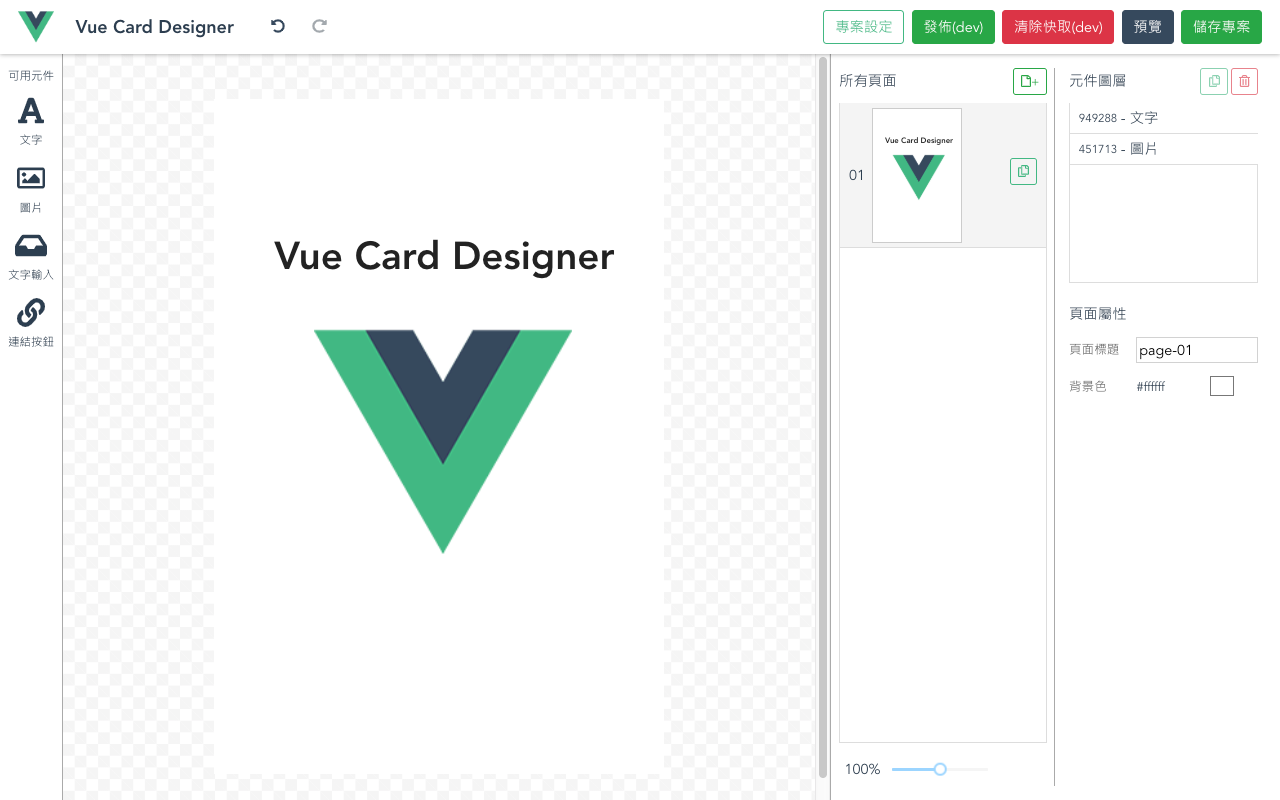 Vue Card Designer
專案設定
發佈(dev)
清除快取(dev)
預覽
儲存專案
可用元件
文字
圖片
文字輸入
連結按鈕
Vue Card Designer
所有頁面
+
01
Vue Card Designer
100%
元件圖層
949288 - 文字
451713 - 圖片
頁面屬性
頁面標題
page-01
背景色
#ffffff